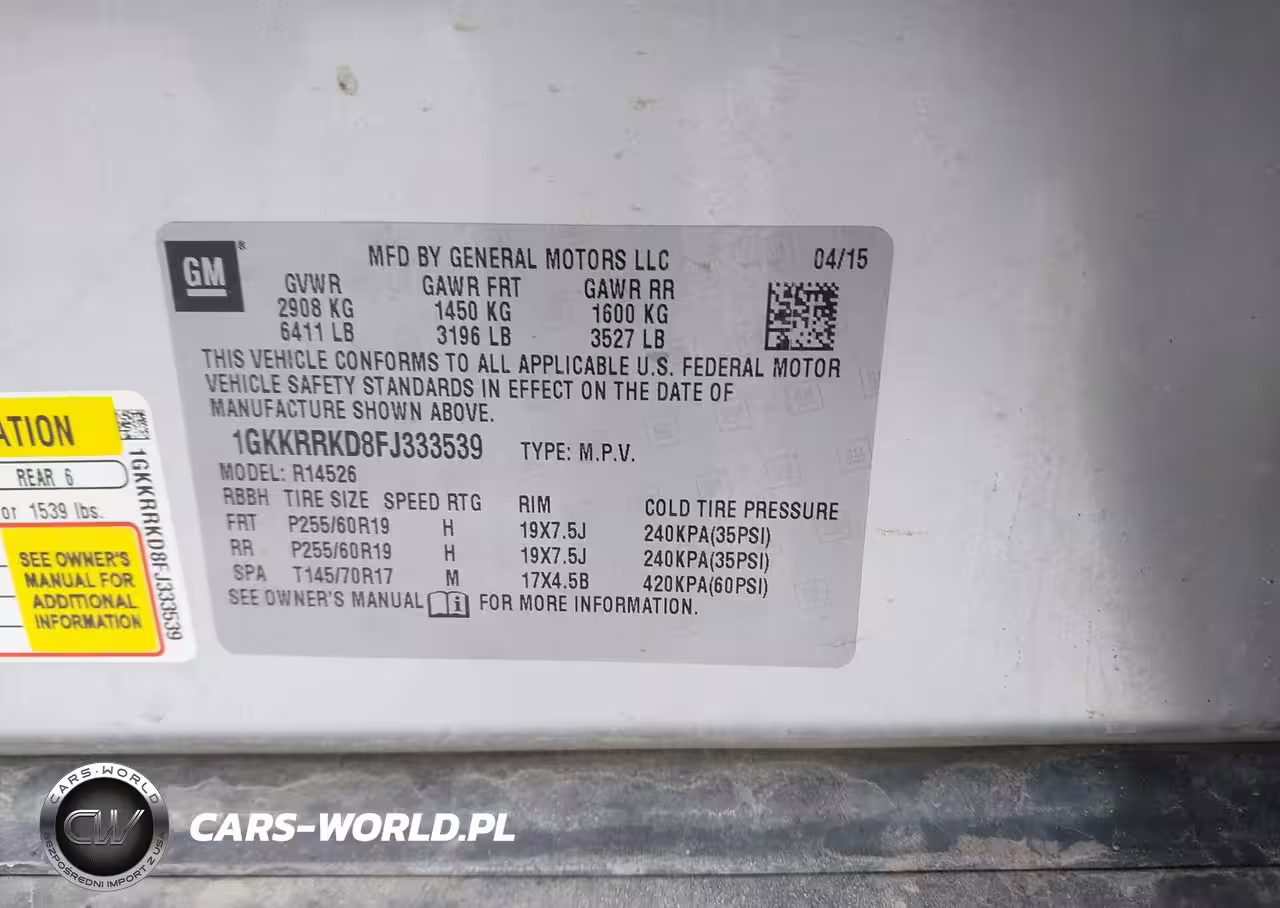 GM
®
MFD BY GENERAL MOTORS LLC 04/15
GVWR GAWR FRT GAWR RR
2908 KG 1450 KG 1600 KG
6411 LB 3196 LB 3527 LB
THIS VEHICLE CONFORMS TO ALL APPLICABLE U.S. FEDERAL MOTOR
VEHICLE SAFETY STANDARDS IN EFFECT ON THE DATE OF
MANUFACTURE SHOWN ABOVE.
1GKKRRKD8FJ333539 TYPE: M.P.V.
MODEL: R14526
RBBH TIRE SIZE SPEED RTG RIM COLD TIRE PRESSURE
FRT P255/60R19 H 19X7.5J 240KPA(35PSI)
RR P255/60R19 H 19X7.5J 240KPA(35PSI)
SPA T145/70R17 M 17X4.5B 420KPA(60PSI)
SEE OWNER'S MANUAL i FOR MORE INFORMATION.
ATION
REAR 6
or 1539 lbs.
SEE OWNER'S
MANUAL FOR
ADDITIONAL
INFORMATION
1GKKRRKD8FJ333539
CARS-WORLD
CW
BEZPOŚREDNI IMPORT Z USA
CARS-WORLD.PL